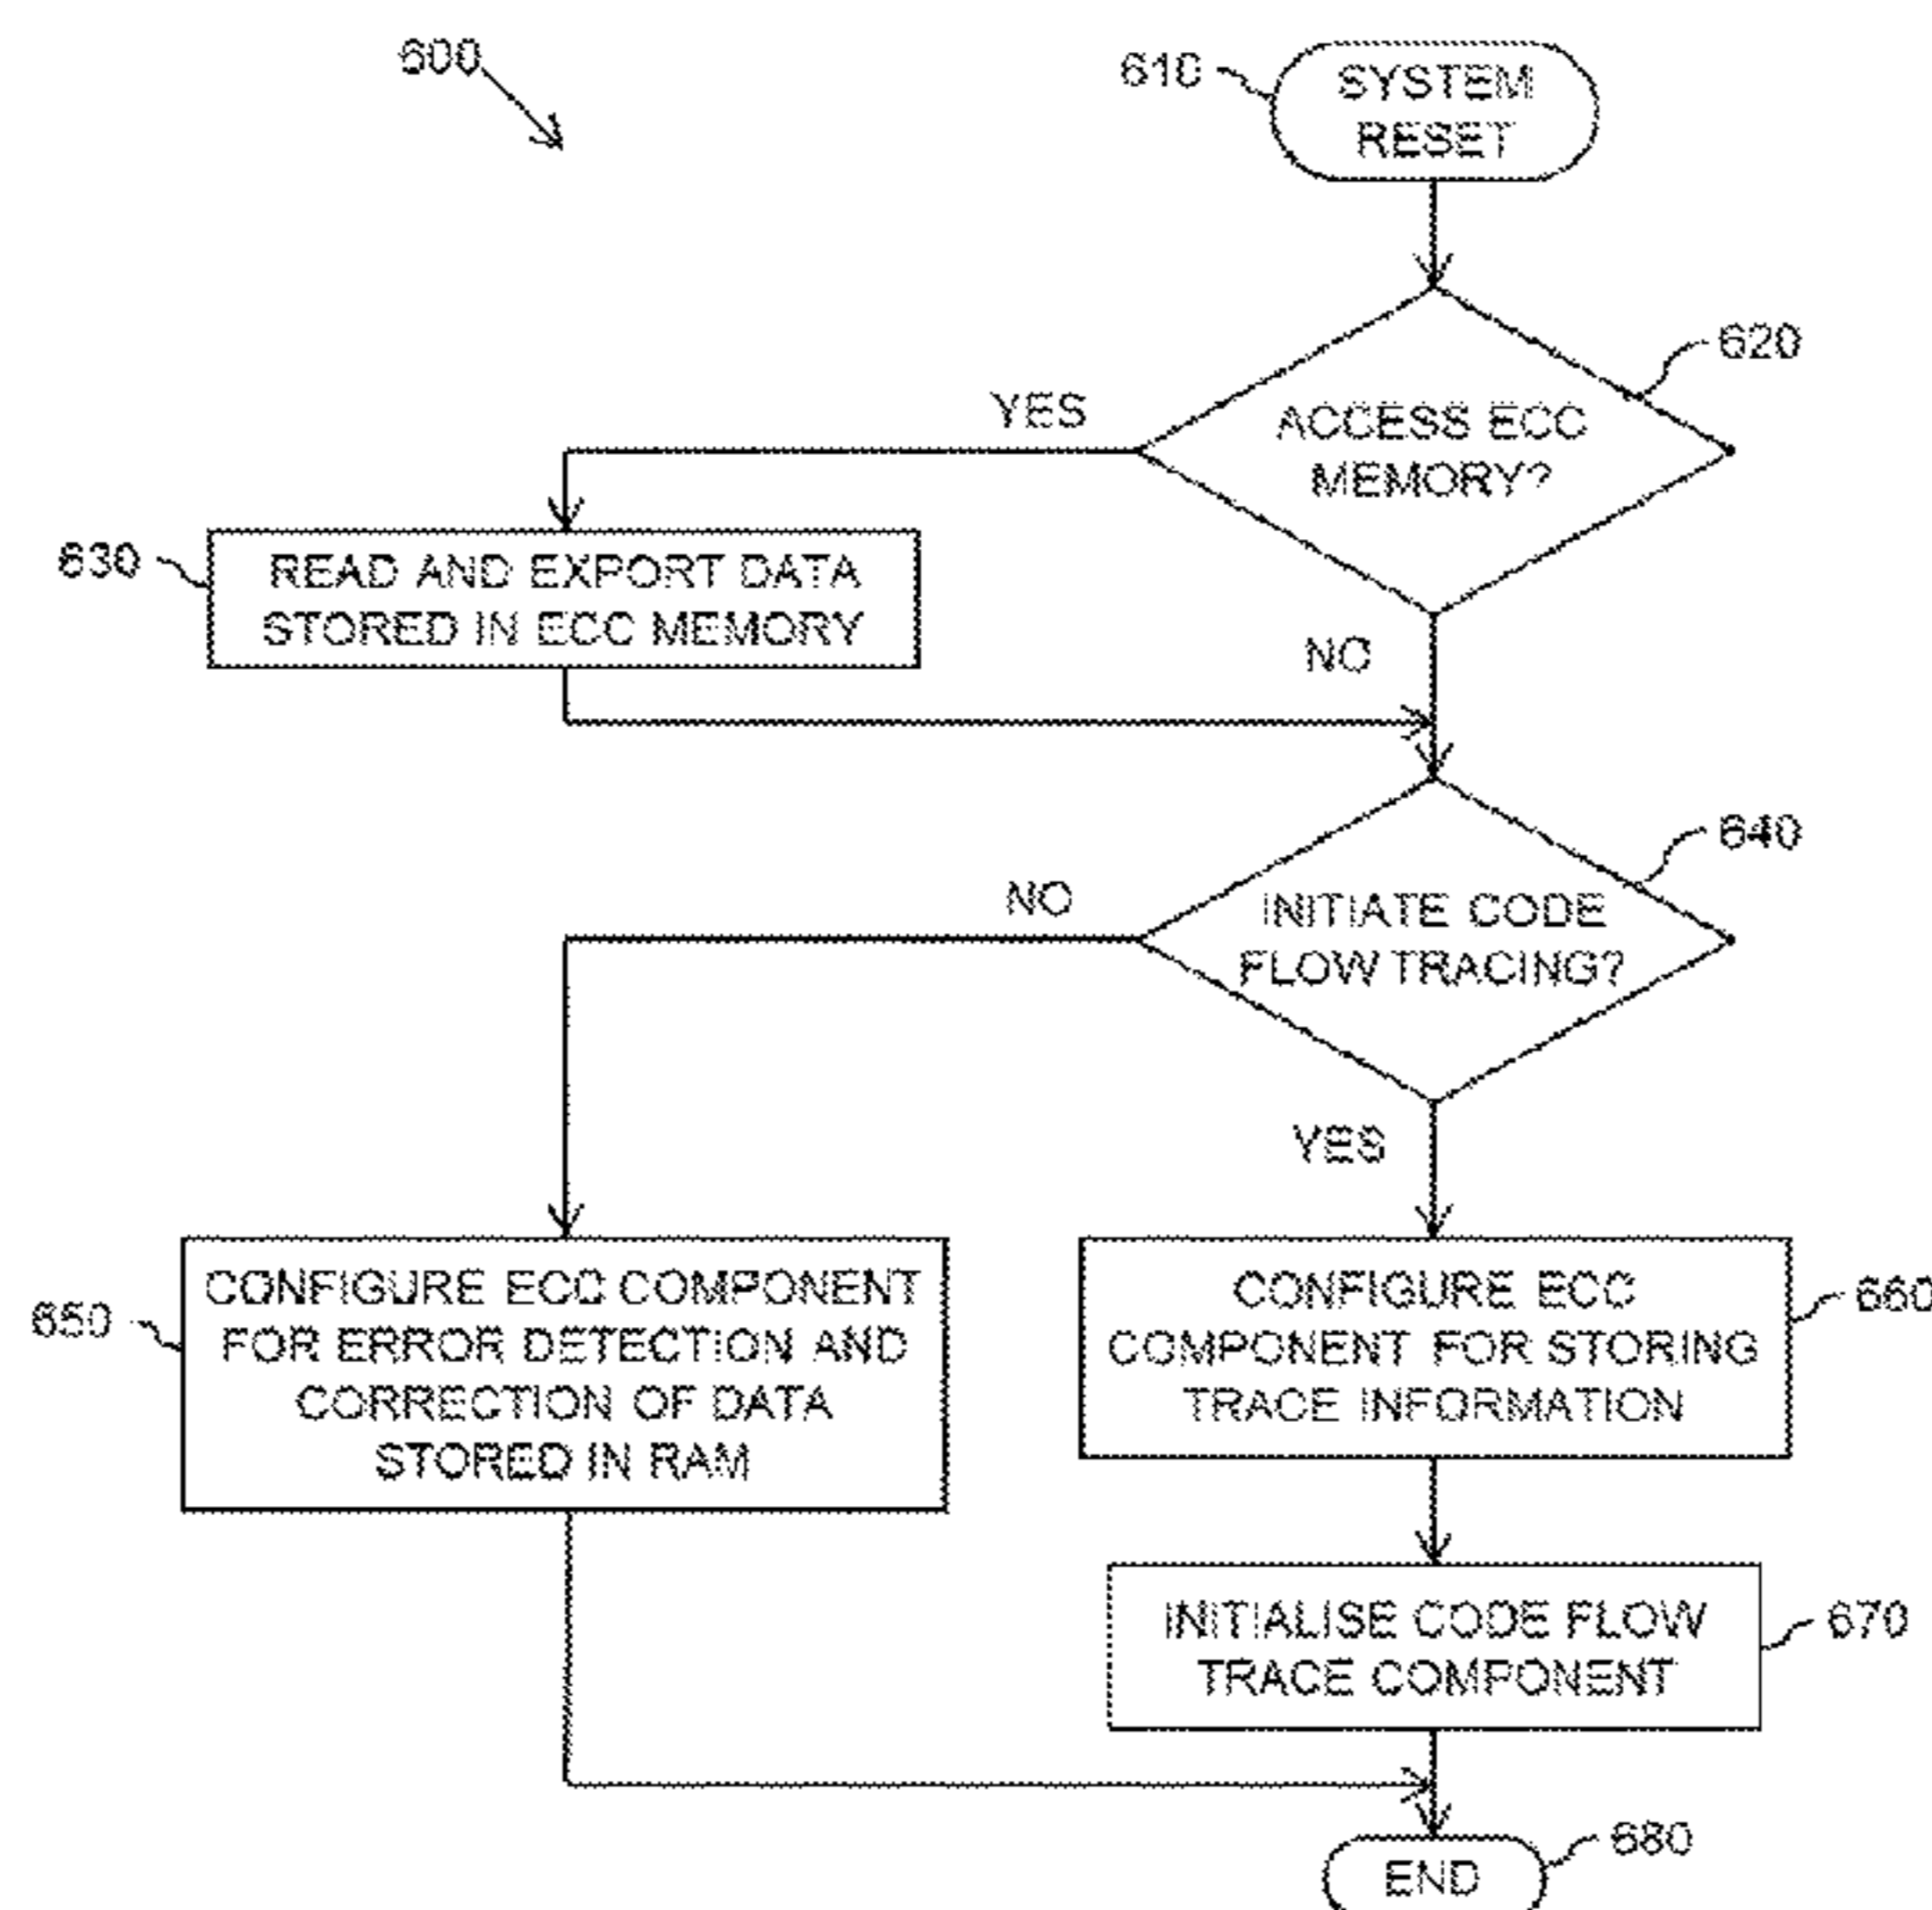 600
610
SYSTEM
RESET
620
ACCESS ECC
MEMORY?
YES
630
READ AND EXPORT DATA
STORED IN ECC MEMORY
NO
640
INITIATE CODE
FLOW TRACING?
NO
YES
650
CONFIGURE ECC COMPONENT
FOR ERROR DETECTION AND
CORRECTION OF DATA
STORED IN RAM
CONFIGURE ECC
COMPONENT FOR STORING
TRACE INFORMATION
660
INITIALISE CODE FLOW
TRACE COMPONENT
670
END
680